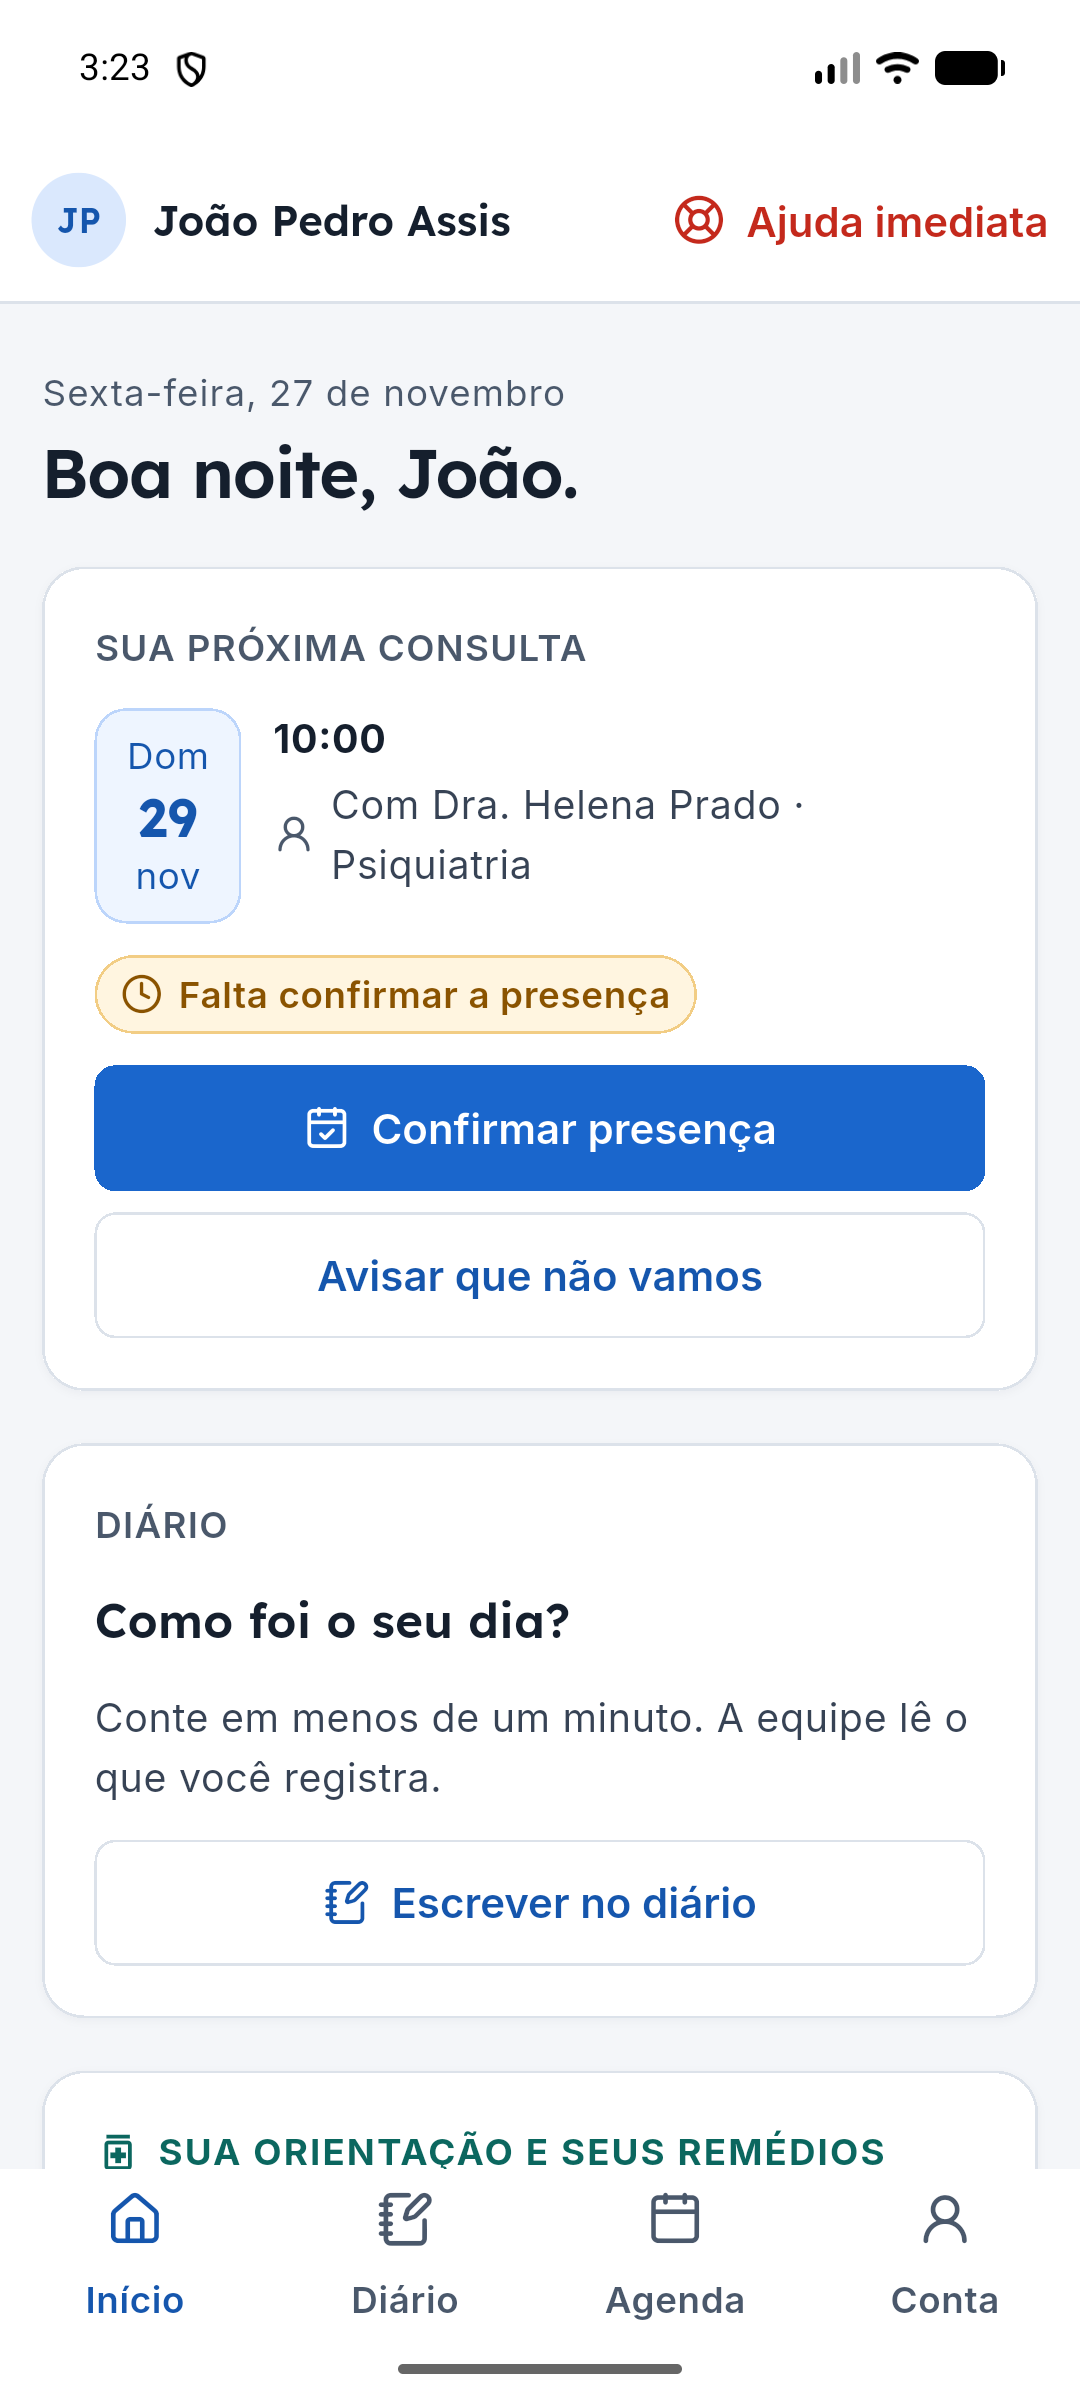 3:23
JP
João Pedro Assis
Ajuda imediata
Sexta-feira, 27 de novembro
Boa noite, João.
SUA PRÓXIMA CONSULTA
Dom
29
nov
10:00
Com Dra. Helena Prado ·
Psiquiatria
Falta confirmar a presença
Confirmar presença
Avisar que não vamos
DIÁRIO
Como foi o seu dia?
Conte em menos de um minuto. A equipe lê o
que você registra.
Escrever no diário
SUA ORIENTAÇÃO E SEUS REMÉDIOS
Início
Diário
Agenda
Conta